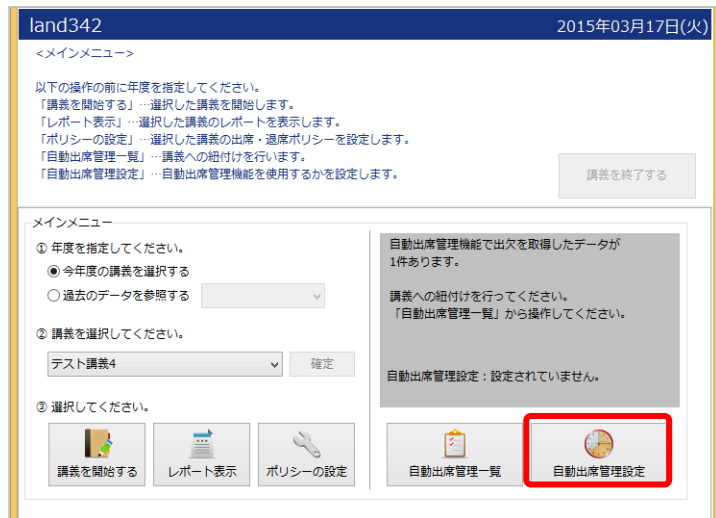 land342 2015年03月17日(火)
<メインメニュー>
以下の操作の前に年度を指定してください。
「講義を開始する」…選択した講義を開始します。
「レポート表示」…選択した講義のレポートを表示します。
「ポリシーの設定」…選択した講義の出席・退席ポリシーを設定します。
「自動出席管理一覧」…講義への紐付けを行います。
「自動出席管理設定」…自動出席管理機能を使用するかを設定します。
講義を終了する
メインメニュー
① 年度を指定してください。
今年度の講義を選択する
過去のデータを参照する
② 講義を選択してください。
テスト講義4 確定
③ 選択してください。
講義を開始する レポート表示 ポリシーの設定
自動出席管理機能で出欠を取得したデータが
1件あります。
講義への紐付けを行ってください。
「自動出席管理一覧」から操作してください。
自動出席管理設定：設定されていません。
自動出席管理一覧 自動出席管理設定